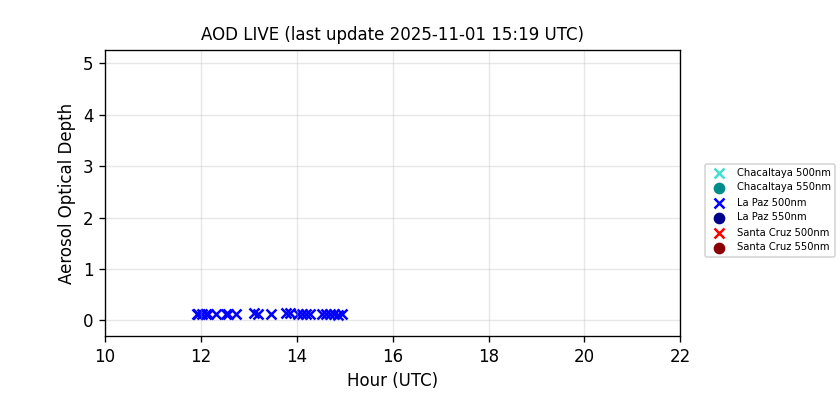 AOD LIVE (last update 2025-11-01 15:19 UTC)
Aerosol Optical Depth
5
4
3
2
1
0
10 12 14 16 18 20 22
Hour (UTC)
Chacaltaya 500nm
Chacaltaya 550nm
La Paz 500nm
La Paz 550nm
Santa Cruz 500nm
Santa Cruz 550nm